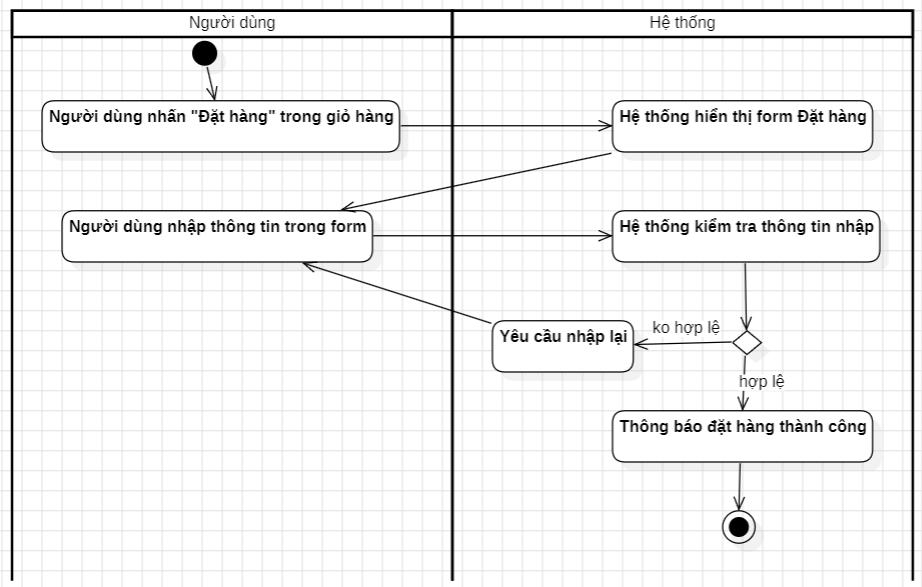 Người dùng
Hệ thống
Người dùng nhấn "Đặt hàng" trong giỏ hàng
Hệ thống hiển thị form Đặt hàng
Người dùng nhập thông tin trong form
Hệ thống kiểm tra thông tin nhập
Yêu cầu nhập lại
ko hợp lệ
hợp lệ
Thông báo đặt hàng thành công